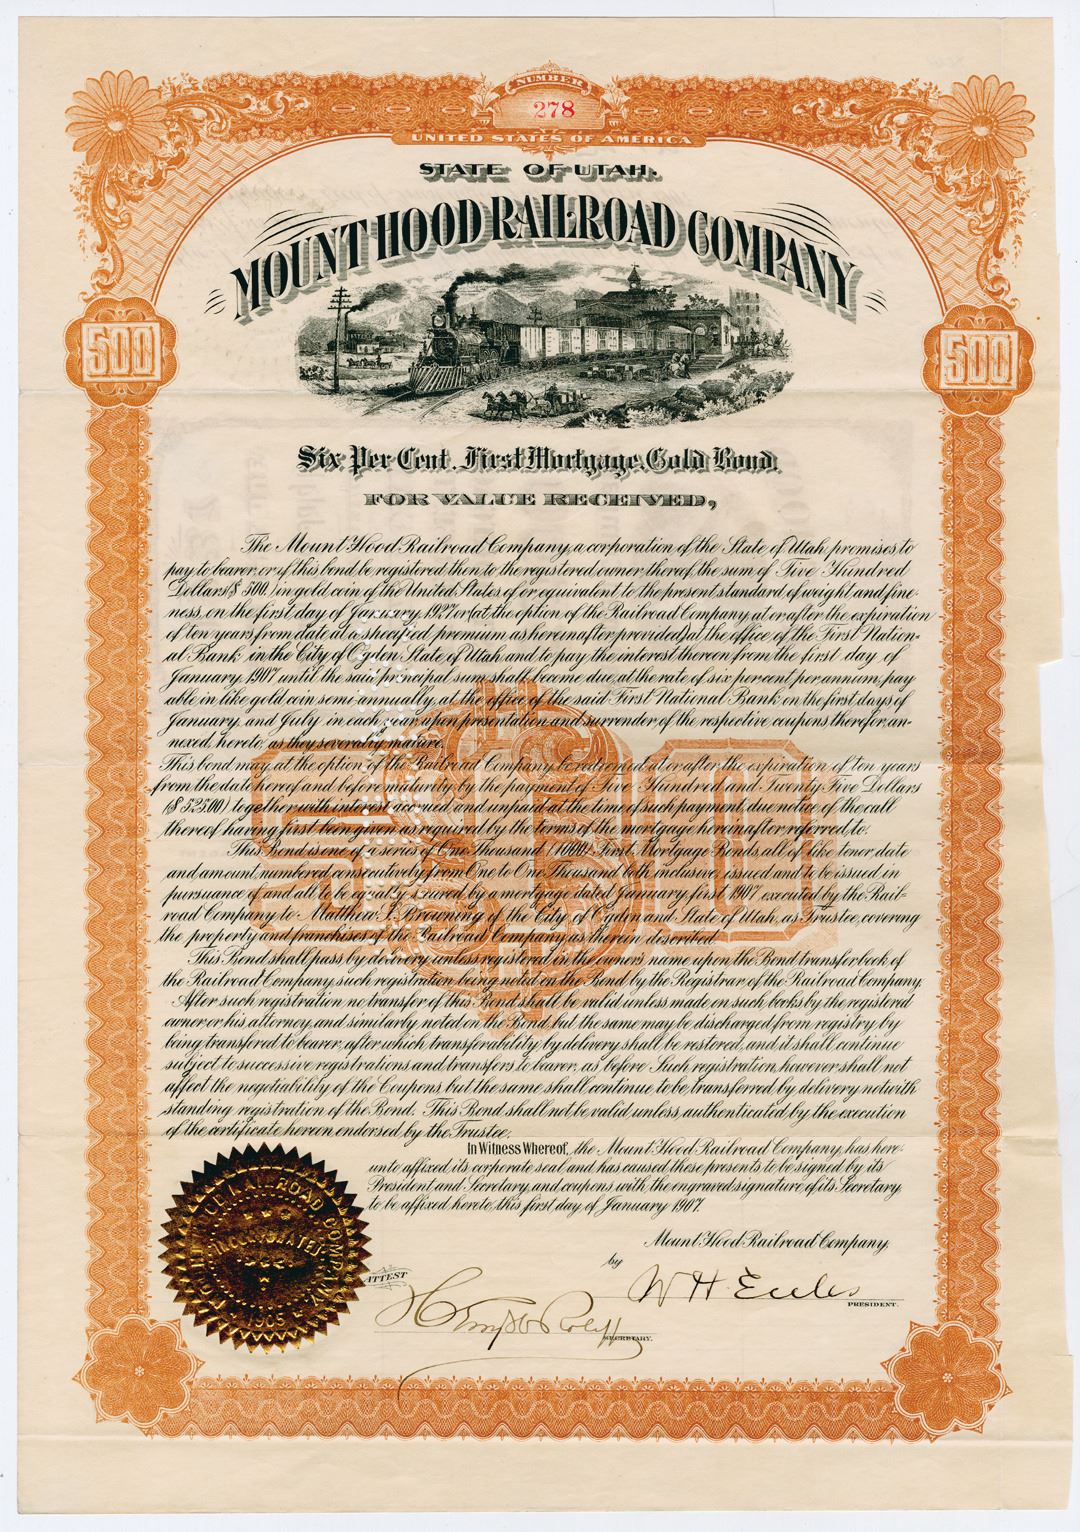 NUMBER
278
UNITED STATES OF AMERICA
STATE OF UTAH.
MOUNT HOOD RAILROAD COMPANY
500 500
Six Per Cent. First Mortgage. Gold Bond.
FOR VALUE RECEIVED,
The Mount Hood Railroad Company, a corporation of the State of Utah, promises, to
pay to bearer, or if this bond be registered then to the registered owner thereof, the sum of Five Hundred
Dollars ($500.) in gold coin of the United States of or equivalent to the present standard of weight and fine-
ness, on the first day of January 1927 or (at the option of the Railroad Company at or after the expiration
of ten years from date at a specified premium as hereinafter provided) at the office of the First Nation-
al Bank in the City of Ogden, State of Utah and to pay the interest thereon from the first day of
January 1907 until the said principal sum shall become due, at the rate of six per cent per annum, pay
able in like gold coin semi-annually, at the office of the said First National Bank on the first days of
January and July in each year, upon presentation and surrender of the respective coupons therefor, an-
nexed, hereto, as they severally mature.
This bond may, at the option of the Railroad Company be redeemed at or after the expiration of ten years
from the date hereof and before maturity by the payment of Five Hundred and Twenty Five Dollars
($525.00) together with interest accrued and unpaid at the time of such payment, due notice of the call
thereof having first been given as required by the terms of the mortgage hereinafter referred to.
This Bond is one of a series of One Thousand (1000) First Mortgage Bonds, all of like tenor, date
and amount, numbered consecutively from One to One Thousand both inclusive, issued and to be issued in
pursuance of and all to be equally secured by a mortgage dated January first 1907 executed by the Rail-
road Company to Matthew S. Browning of the City of Ogden and State of Utah, as Trustee, covering
the property and franchises of the Railroad Company as therein described.
This Bond shall pass by delivery, unless registered in the owner's name upon the Bond transfer book of
the Railroad Company, such registration being noted on the Bond by the Registrar of the Railroad Company.
After such registration no transfer of this Bond shall be valid unless made on such books by the registered
owner or his attorney, and similarly noted on the Bond, but the same may be discharged from registry by
being transferred to bearer, after which transferability by delivery shall be restored, and it shall continue
subject to successive registrations and transfers to bearer as before. Such registration, however shall not
affect the negotiability of the Coupons but the same shall continue to be transferred by delivery notwith
standing registration of the Bond. This Bond shall not be valid unless authenticated by the execution
of the certificate hereon endorsed by the Trustee.
In Witness Whereof, the Mount Hood Railroad Company, has here-
unto affixed its corporate seal and has caused these presents to be signed by its
President and Secretary, and coupons with the engraved signature of its Secretary
to be affixed hereto, this first day of January 1907.
Mount Hood Railroad Company,
by
W H Eccles
PRESIDENT.
ATTEST
SECRETARY.
MOUNT HOOD RAILROAD COMPANY
INCORPORATED
1905